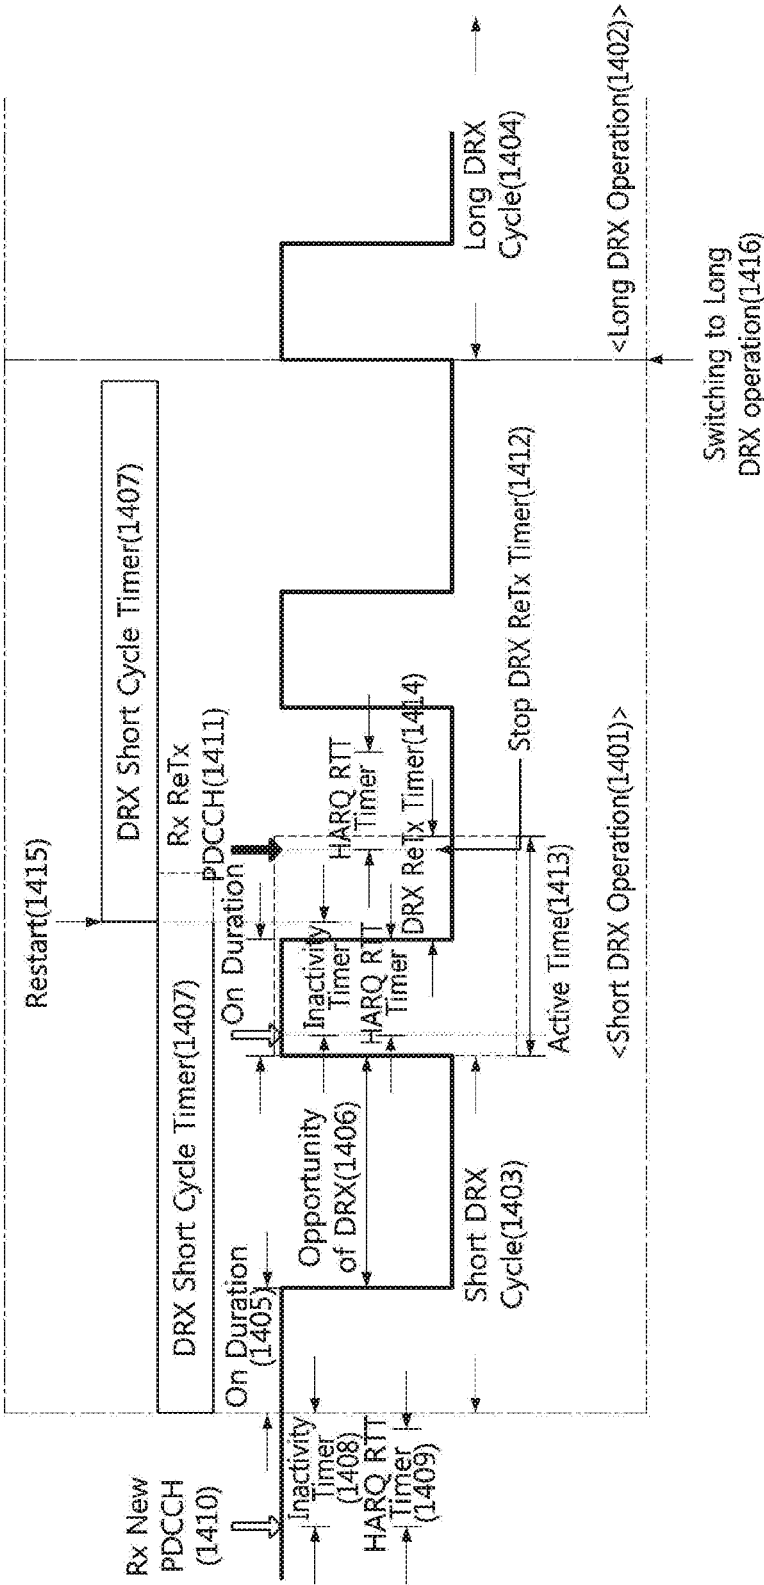 Rx New
PDCCH
(1410)
Restart(1415)
DRX Short Cycle Timer(1407)
DRX Short Cycle Timer(1407)
Rx ReTx
PDCCH(1411)
On Duration
(1405)
On Duration
Inactivity
Timer
(1408)
HARQ RTT
Timer
(1409)
Opportunity
of DRX(1406)
Inactivity
Timer
HARQ RTT
Timer
HARQ RTT
Timer
DRX ReTx Timer(1414)
Short DRX
Cycle(1403)
Long DRX
Cycle(1404)
Stop DRX ReTx Timer(1412)
Active Time(1413)
<Short DRX Operation(1401)>
<Long DRX Operation(1402)>
Switching to Long
DRX operation(1416)